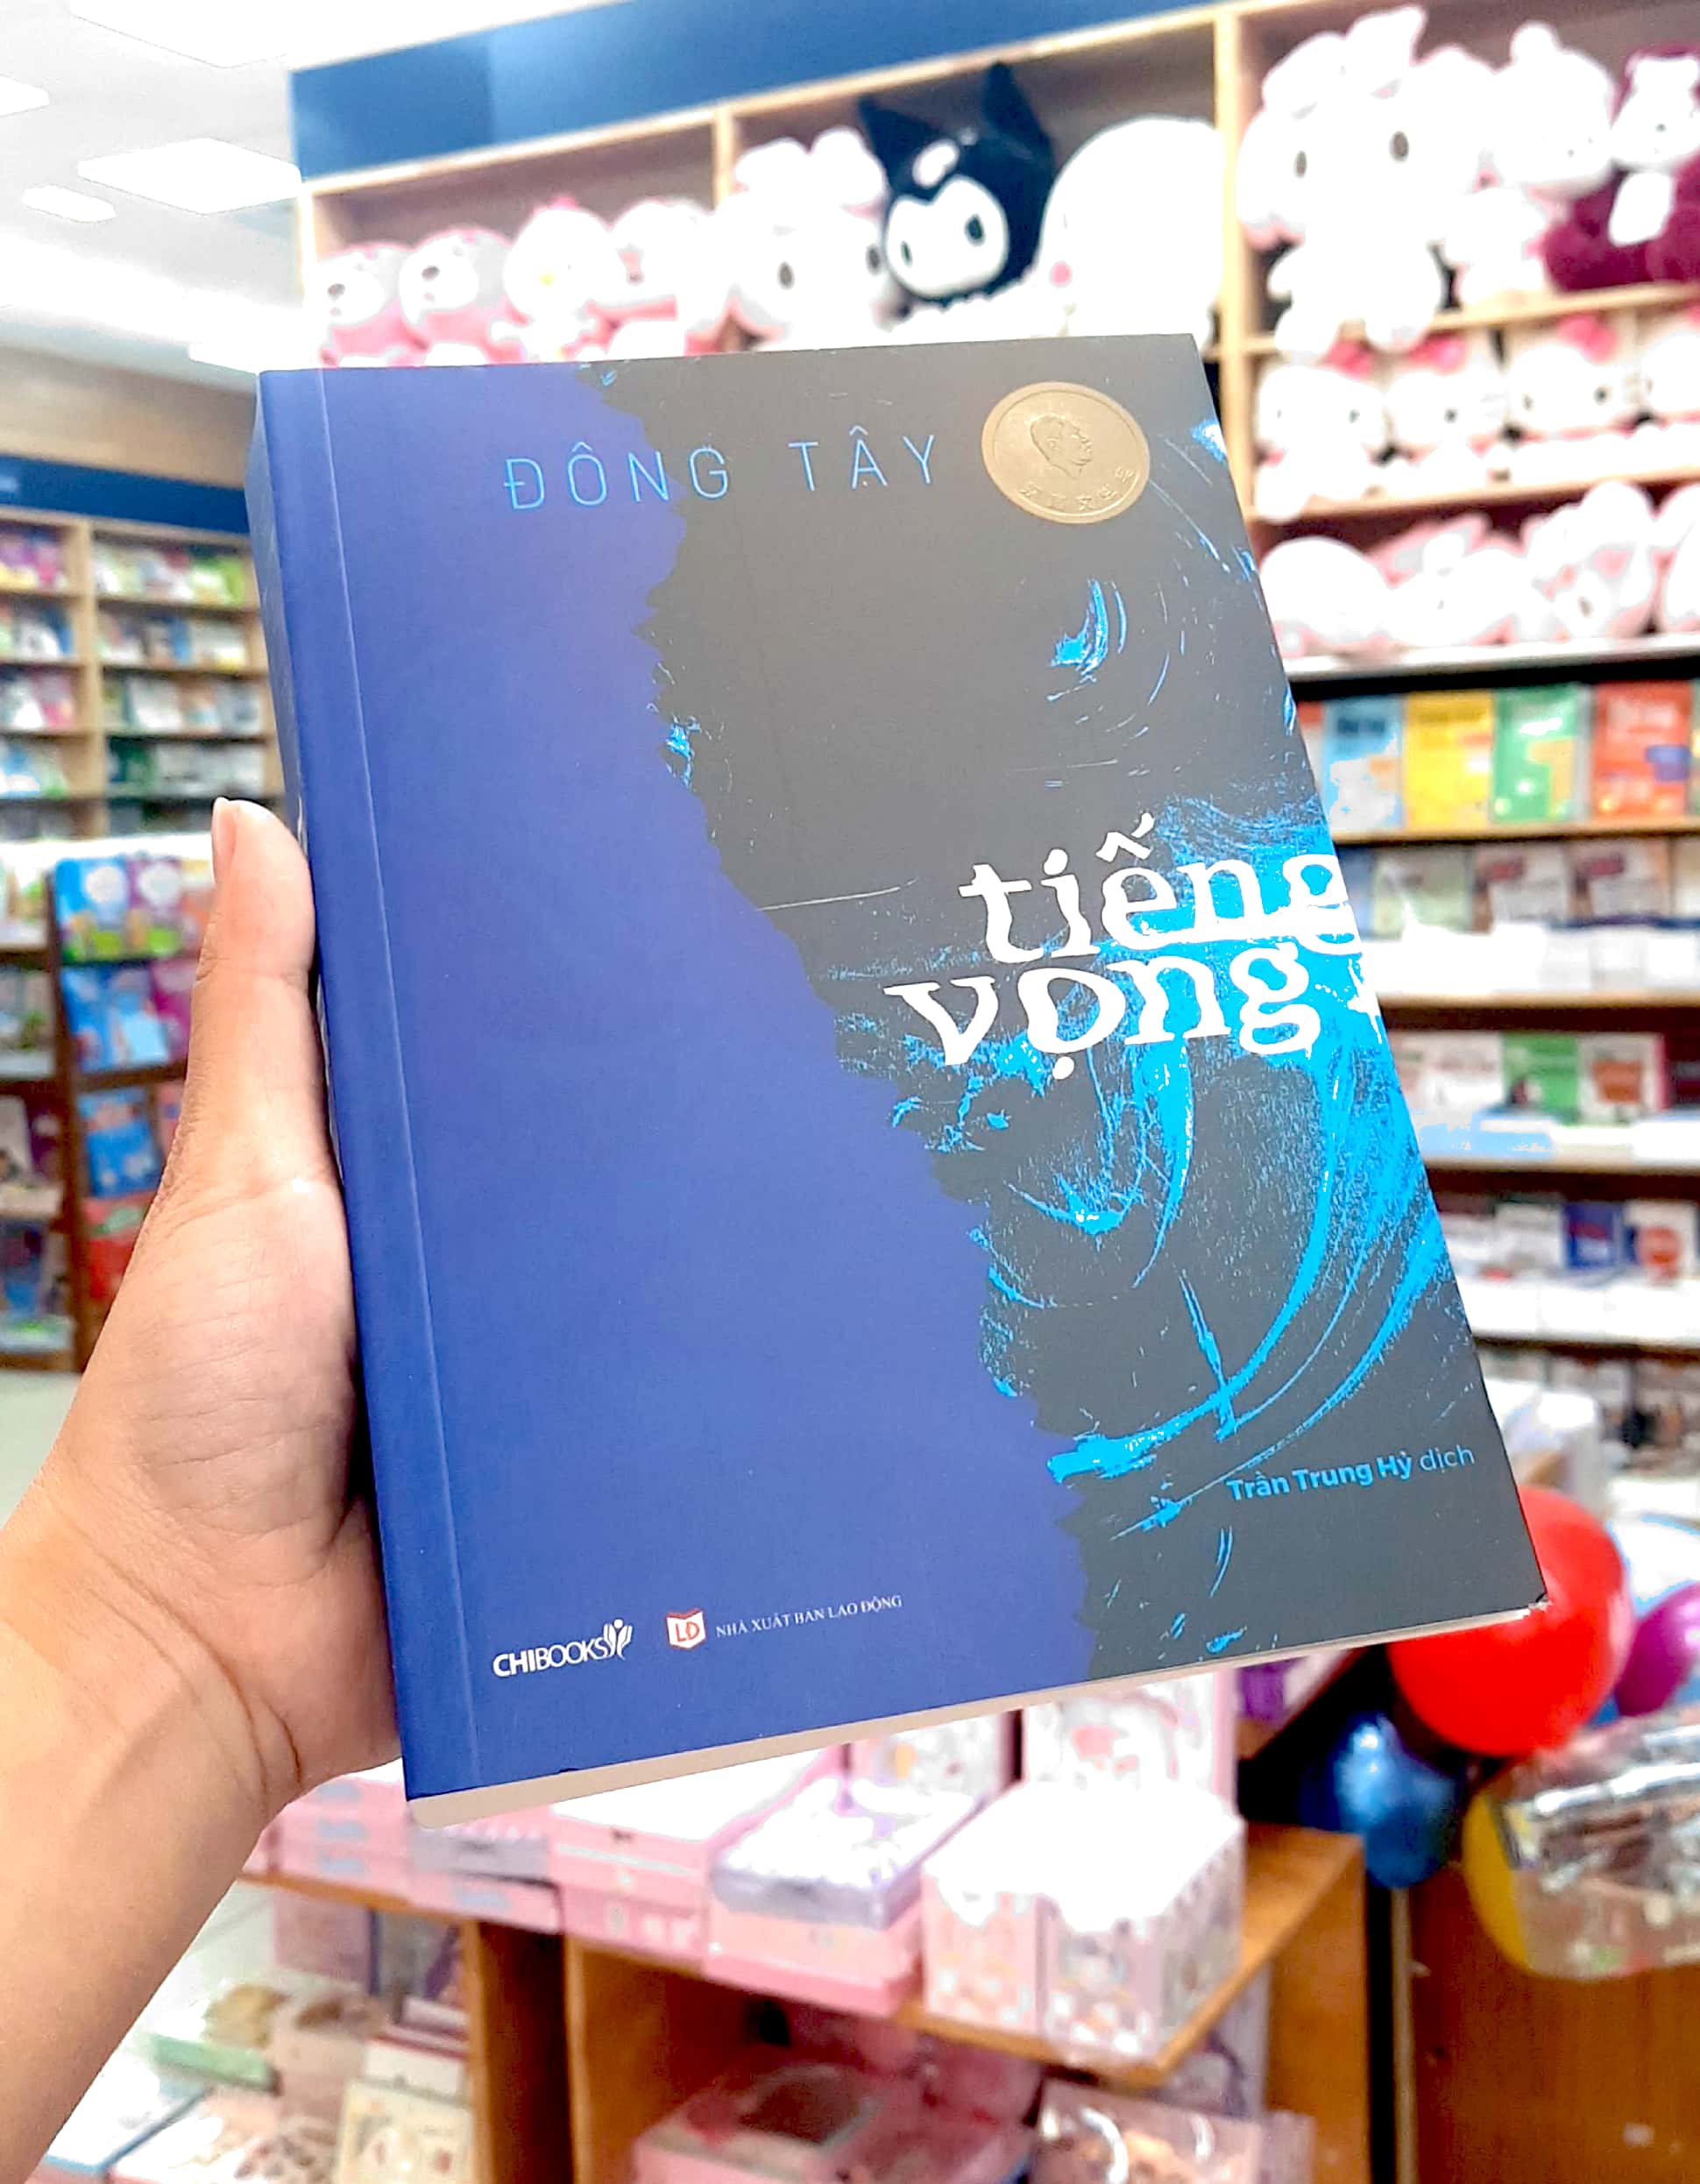 ĐÔNG TÂY
tiếng
vọng
Trần Trung Hỷ dịch
CHIBOOKS
LĐ
NHÀ XUẤT BẢN LAO ĐỘNG